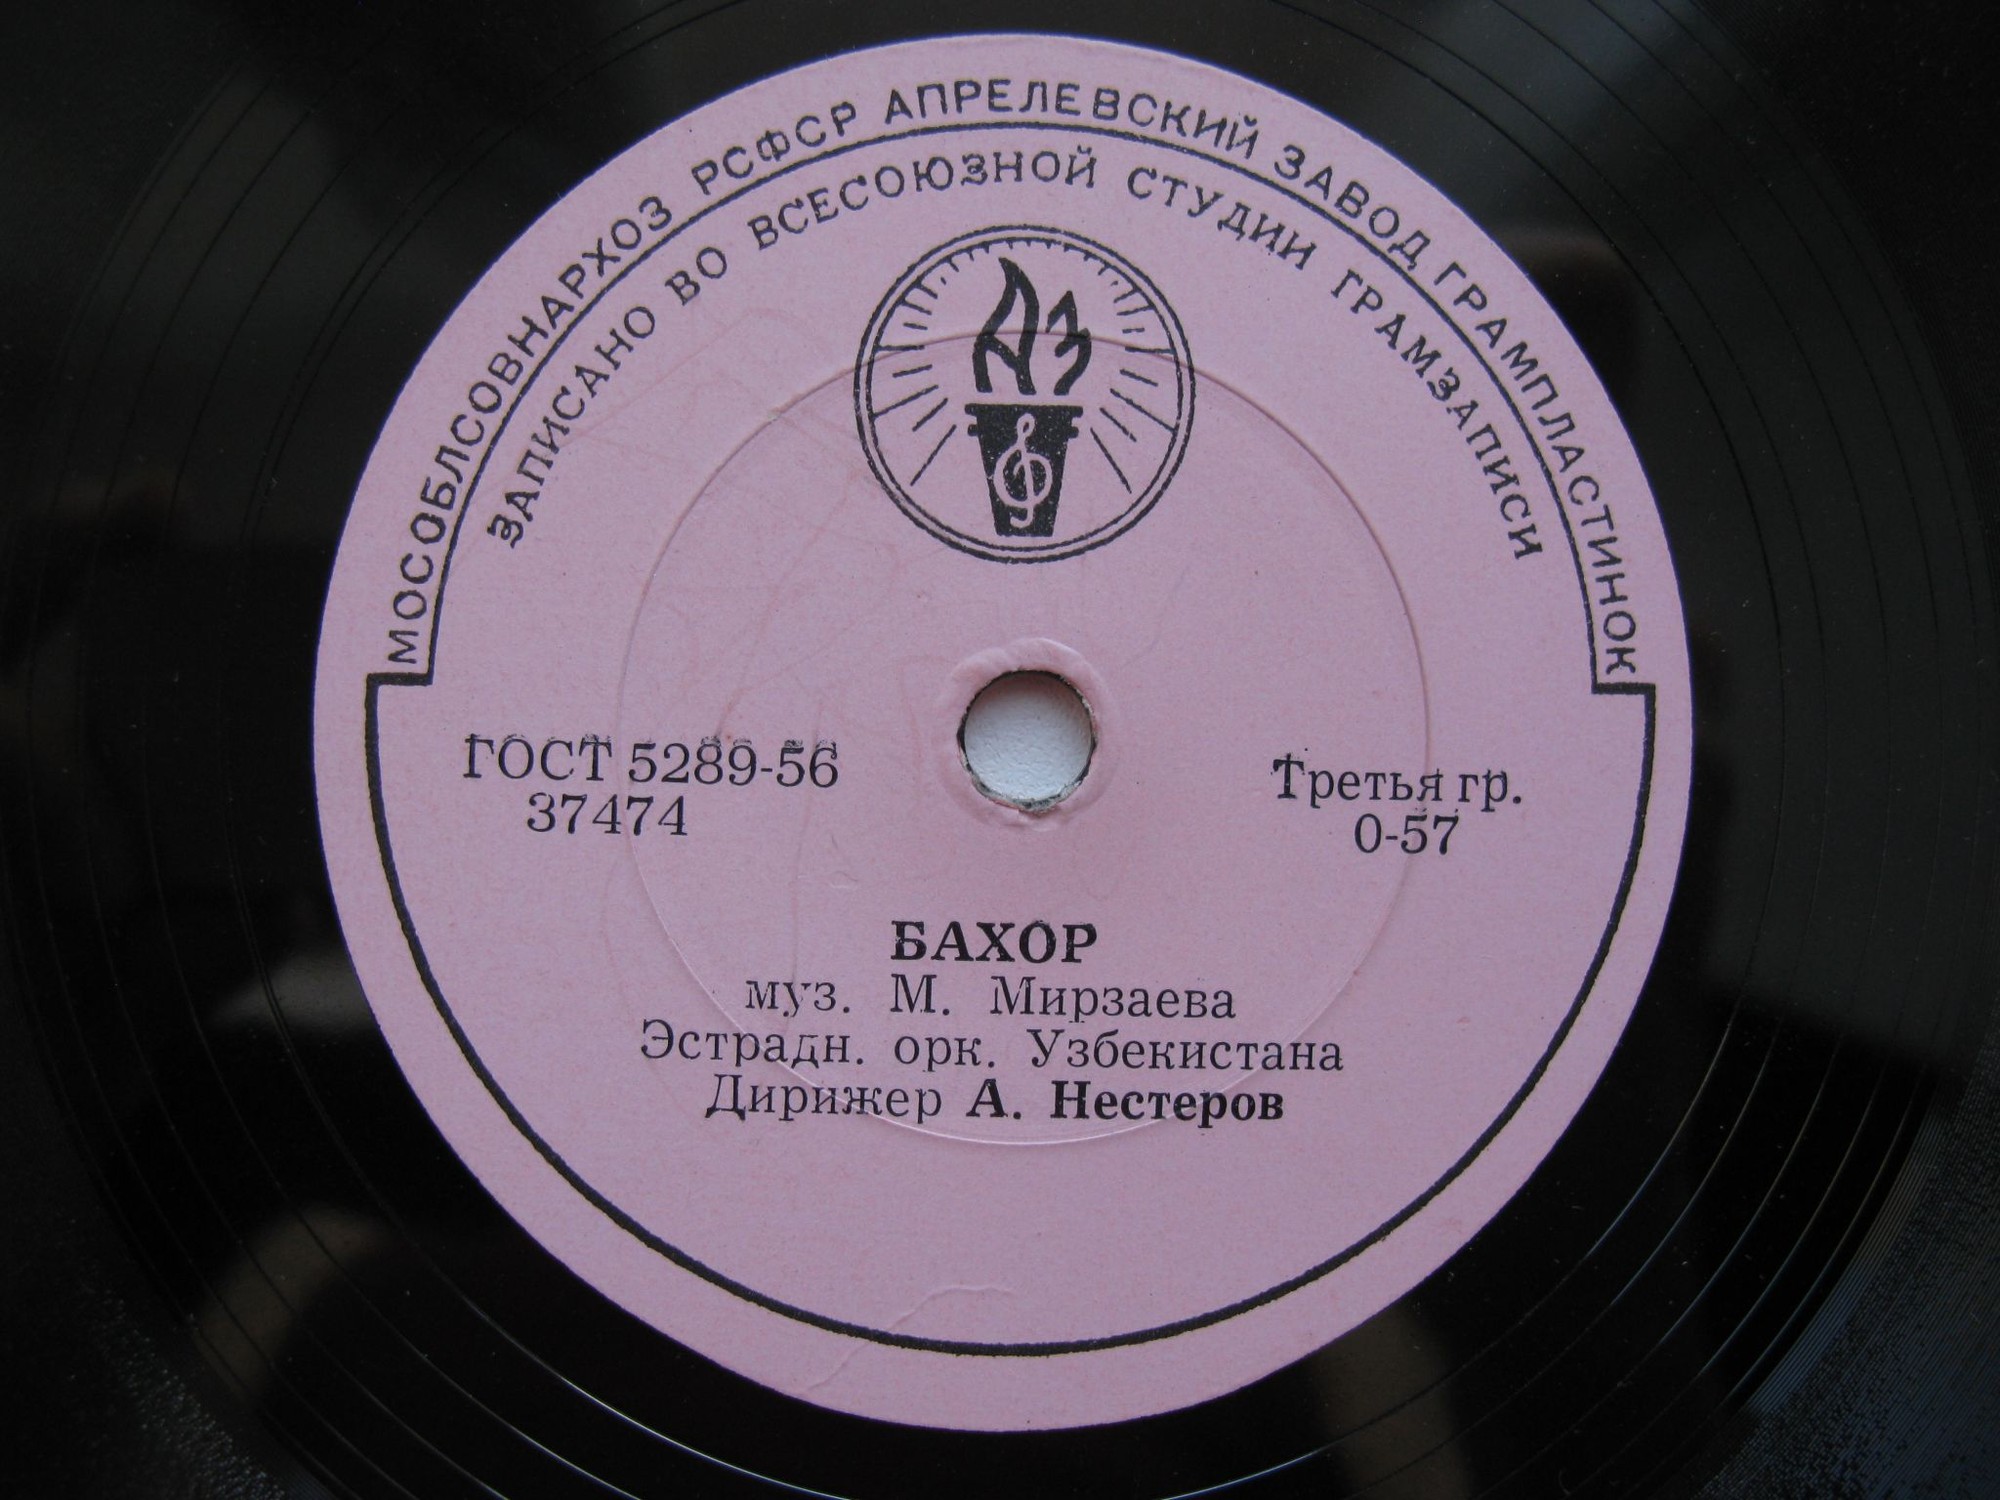 МОСОБЛСОВНАРХОЗ РСФСР АПРЕЛЕВСКИЙ ЗАВОД ГРАМПЛАСТИНОК
ЗАПИСАНО ВО ВСЕСОЮЗНОЙ СТУДИИ ГРАМЗАПИСИ
АЗ
ГОСТ 5289-56
37474
Третья гр.
0-57
БАХОР
муз. М. Мирзаева
Эстрадн. орк. Узбекистана
Дирижер А. Нестеров